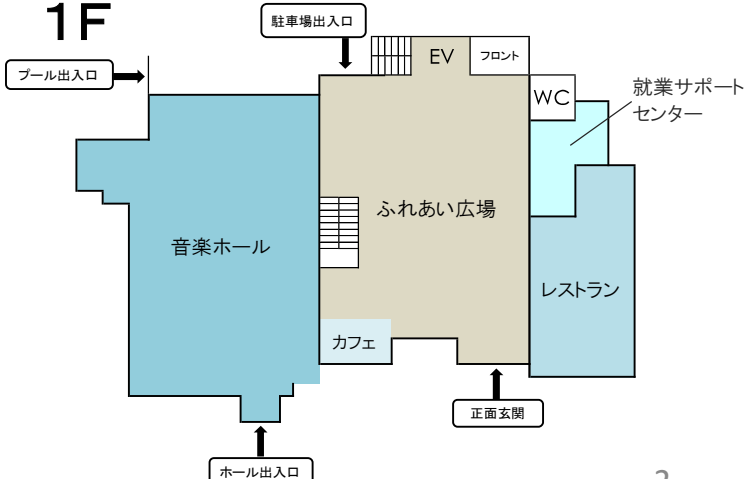 1F
駐車場出入口
プール出入口
EV
フロント
WC
就業サポート
センター
ふれあい広場
音楽ホール
レストラン
カフェ
正面玄関
ホール出入口
2